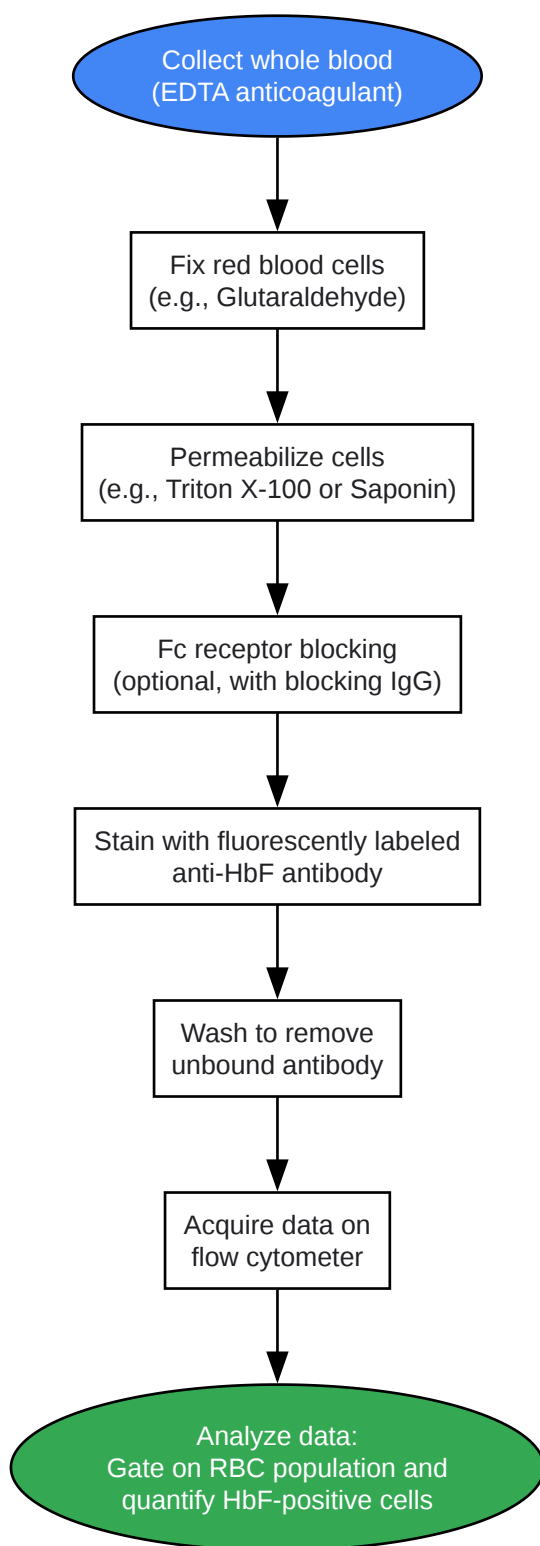 Collect whole blood
(EDTA anticoagulant)
Fix red blood cells
(e.g., Glutaraldehyde)
Permeabilize cells
(e.g., Triton X-100 or Saponin)
Fc receptor blocking
(optional, with blocking IgG)
Stain with fluorescently labeled
anti-HbF antibody
Wash to remove
unbound antibody
Acquire data on
flow cytometer
Analyze data:
Gate on RBC population and
quantify HbF-positive cells